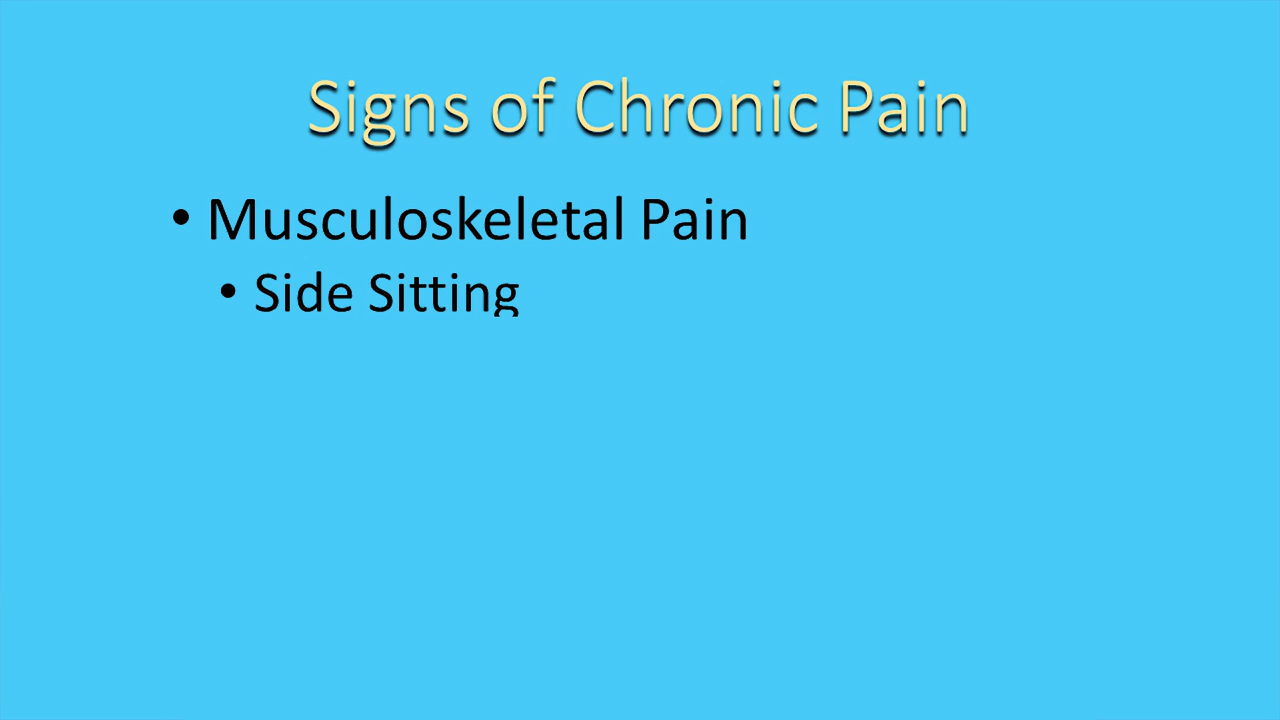 Signs of Chronic Pain
• Musculoskeletal Pain
• Side Sitting